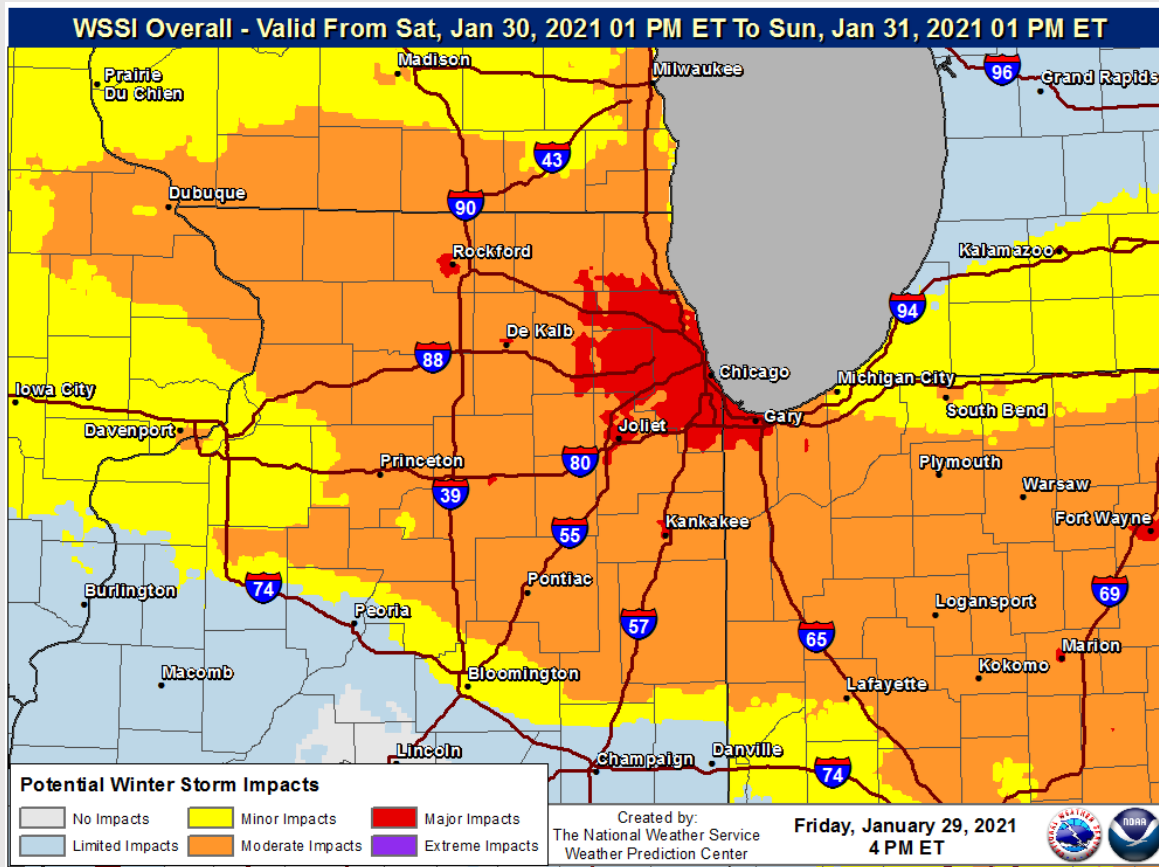 WSSI Overall - Valid From Sat, Jan 30, 2021 01 PM ET To Sun, Jan 31, 2021 01 PM ET
Prairie
Du Chien
Madison
Milwaukee
96
Grand Rapids
43
Dubuque
90
Rockford
Kalamazoo
94
De Kalb
88
Chicago
Michigan City
Iowa City
South Bend
Gary
Davenport
Joliet
Princeton
80
Plymouth
39
Warsaw
55
Kankakee
Fort Wayne
74
Pontiac
Burlington
69
Peoria
Logansport
57
65
Marion
Macomb
Kokomo
Bloomington
Lafayette
Lincoln
Champaign
Danville
74
Potential Winter Storm Impacts
No Impacts
Minor Impacts
Major Impacts
Limited Impacts
Moderate Impacts
Extreme Impacts
Created by:
The National Weather Service
Weather Prediction Center
Friday, January 29, 2021
4 PM ET
NOAA